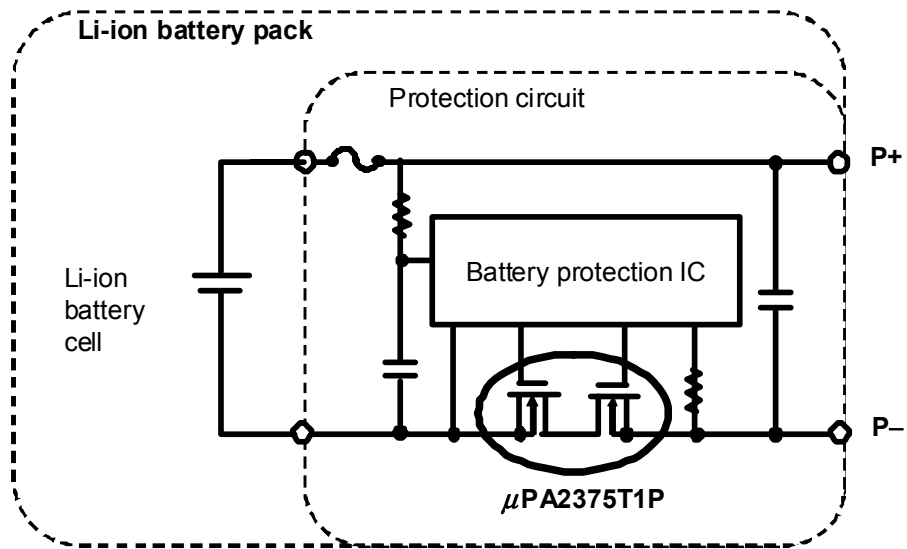 Li-ion battery pack
Protection circuit
P+
Li-ion
battery
cell
Battery protection IC
P–
μPA2375T1P